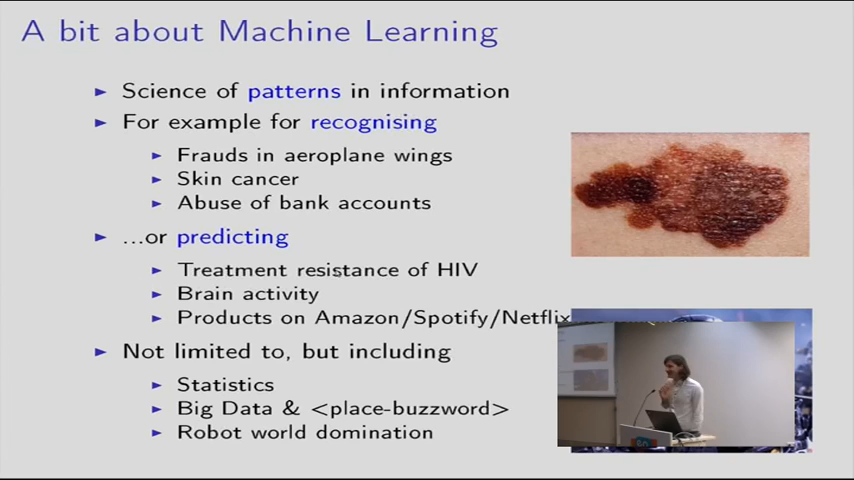 A bit about Machine Learning
Science of patterns in information
For example for recognising
Frauds in aeroplane wings
Skin cancer
Abuse of bank accounts
...or predicting
Treatment resistance of HIV
Brain activity
Products on Amazon/Spotify/Netflix
Not limited to, but including
Statistics
Big Data & <place-buzzword>
Robot world domination